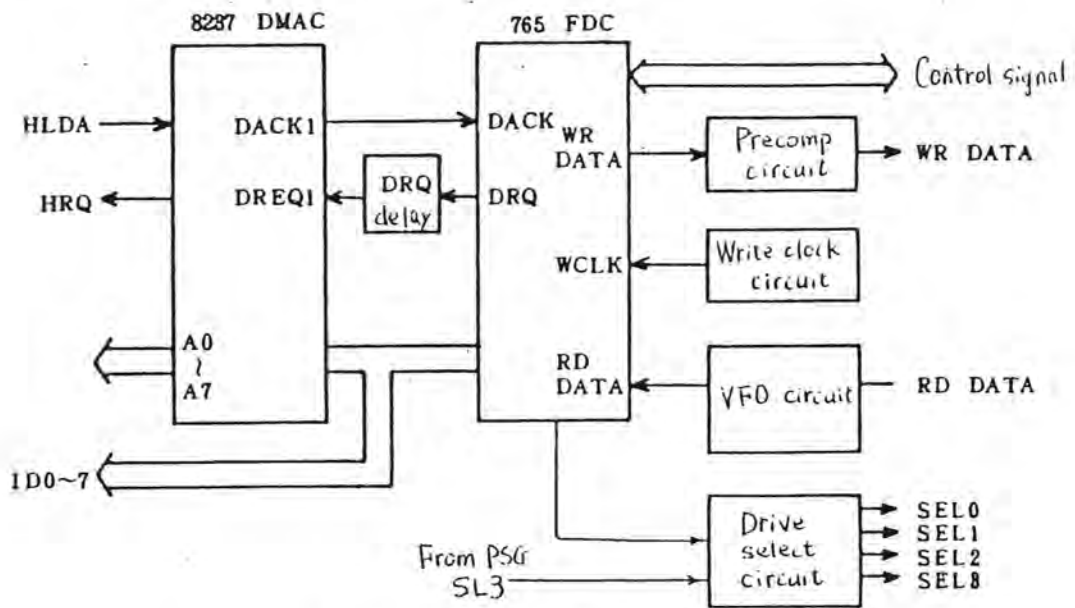 8237 DMAC
765 FDC
Control signal
HLDA
DACK1
DACK
WR
DATA
Precomp
circuit
WR DATA
HRQ
DREQ1
DRQ
delay
DRQ
WCLK
Write clock
circuit
A0
~
A7
RD
DATA
VFO circuit
RD DATA
ID0~7
From PSG
SL3
Drive
select
circuit
SEL0
SEL1
SEL2
SEL3